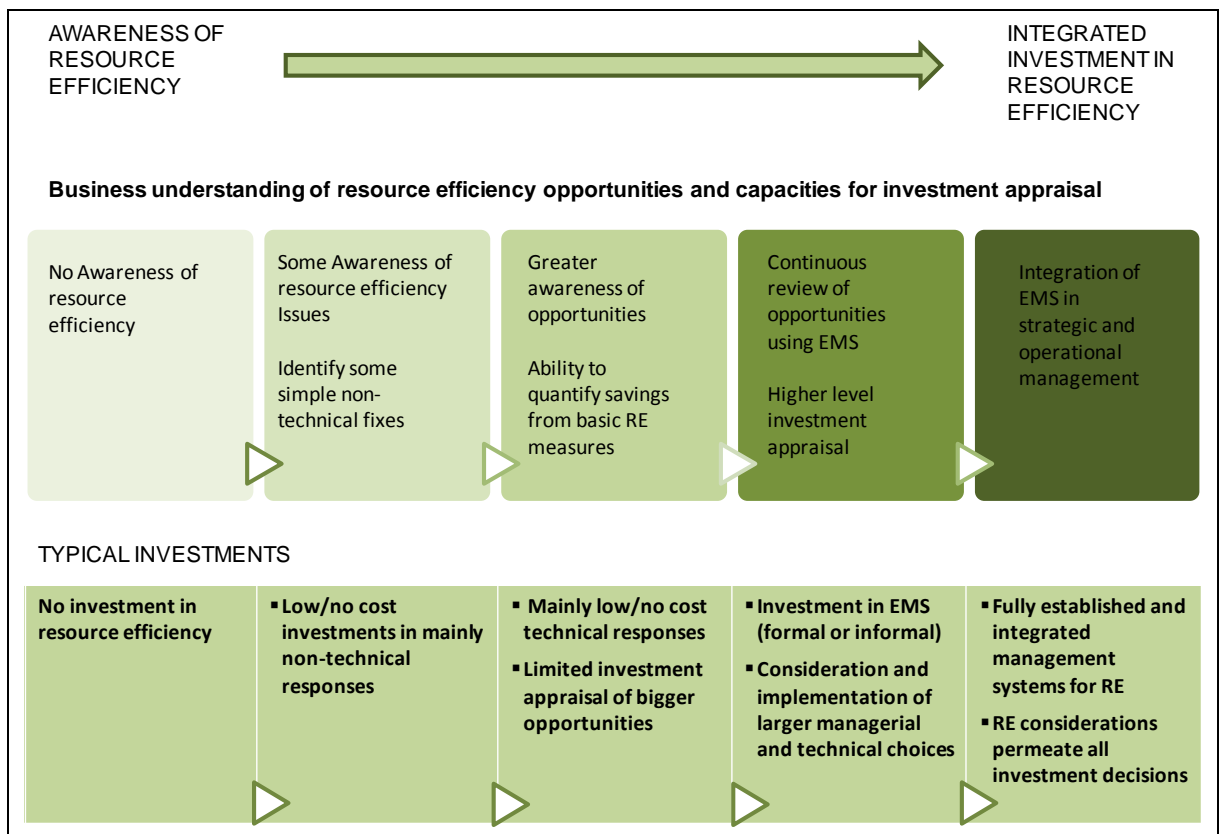 AWARENESS OF
RESOURCE
EFFICIENCY
INTEGRATED
INVESTMENT IN
RESOURCE
EFFICIENCY
Business understanding of resource efficiency opportunities and capacities for investment appraisal
No Awareness of
resource
efficiency
Some Awareness of
resource efficiency
Issues
Identify some
simple non-
technical fixes
Greater
awareness of
opportunities
Ability to
quantify savings
from basic RE
measures
Continuous
review of
opportunities
using EMS
Higher level
investment
appraisal
Integration of
EMS in
strategic and
operational
management
TYPICAL INVESTMENTS
No investment in
resource efficiency
▪ Low/no cost
investments in mainly
non-technical
responses
▪ Mainly low/no cost
technical responses
▪ Limited investment
appraisal of bigger
opportunities
▪ Investment in EMS
(formal or informal)
▪ Consideration and
implementation of
larger managerial
and technical choices
▪ Fully established and
integrated
management
systems for RE
▪ RE considerations
permeate all
investment decisions